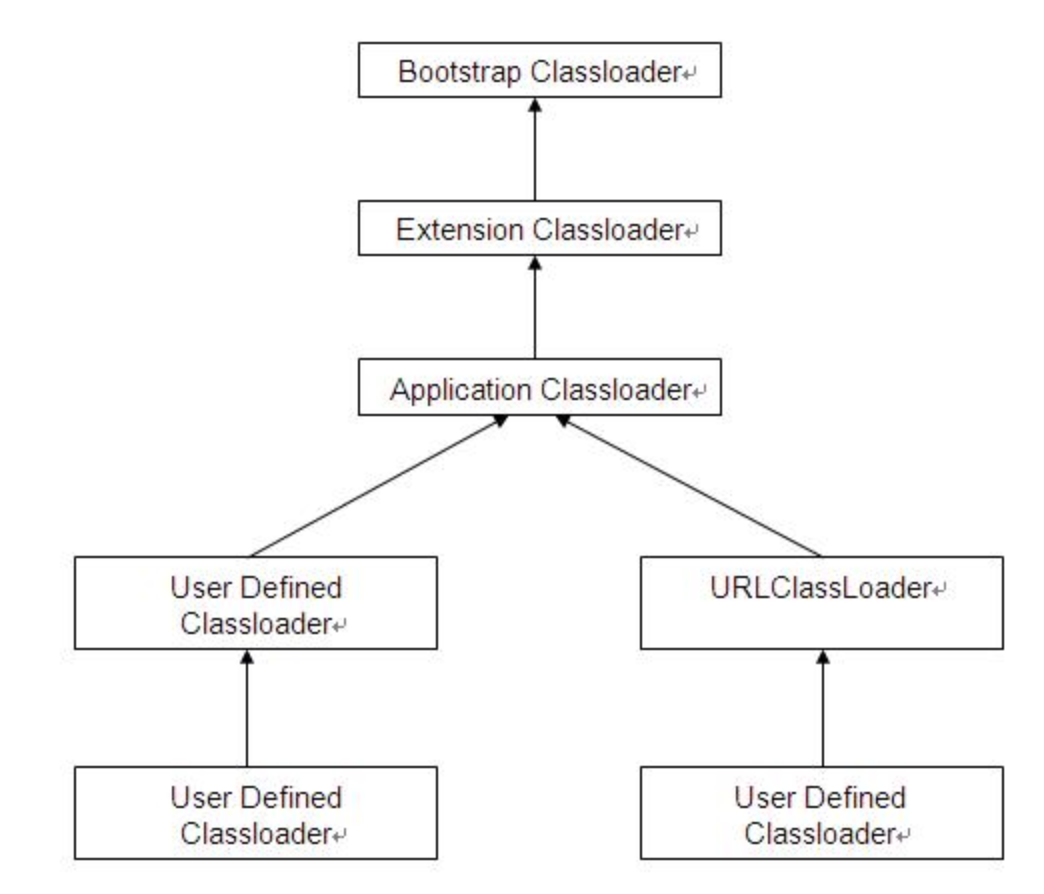 Bootstrap Classloader↵
Extension Classloader↵
Application Classloader↵
User Defined
Classloader↵
URLClassLoader↵
User Defined
Classloader↵
User Defined
Classloader↵